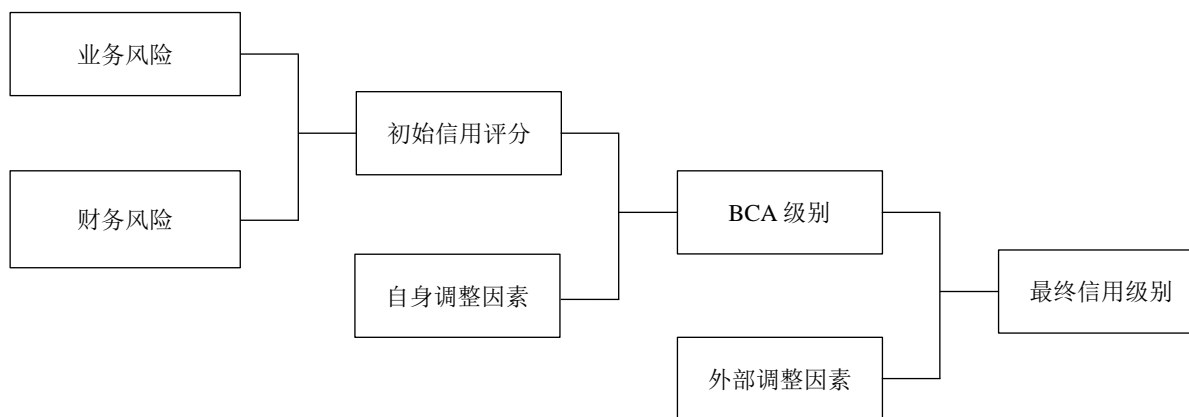 业务风险
财务风险
初始信用评分
自身调整因素
BCA 级别
外部调整因素
最终信用级别